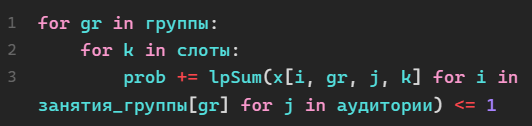 1 for gr in группы:
2     for k in слоты:
3         prob += lpSum(x[i, gr, j, k] for i in
занятия_группы[gr] for j in аудитории) <= 1